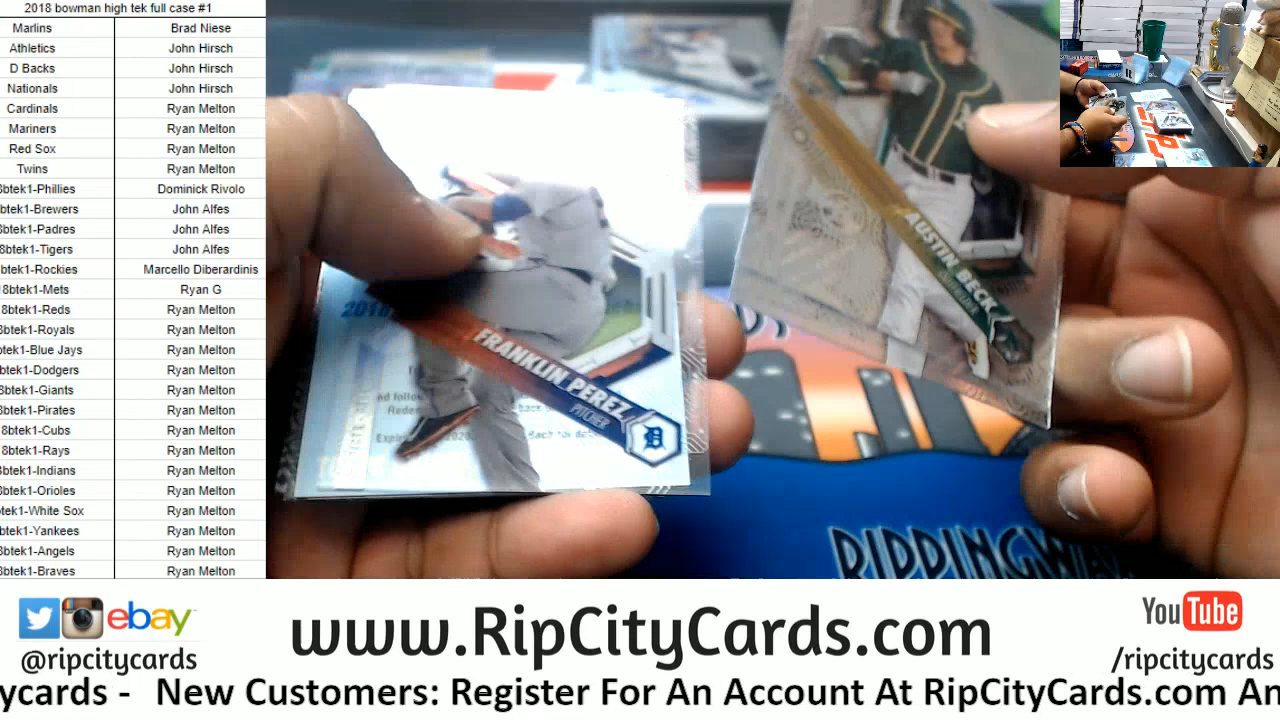 2018 bowman high tek full case #1
Marlins Brad Niese
Athletics John Hirsch
D Backs John Hirsch
Nationals John Hirsch
Cardinals Ryan Melton
Mariners Ryan Melton
Red Sox Ryan Melton
Twins Ryan Melton
8btek1-Phillies Dominick Rivolo
btek1-Brewers John Alfes
btek1-Padres John Alfes
8btek1-Tigers John Alfes
btek1-Rockies Marcello Diberardinis
8btek1-Mets Ryan G
8btek1-Reds Ryan Melton
8btek1-Royals Ryan Melton
tek1-Blue Jays Ryan Melton
btek1-Dodgers Ryan Melton
8btek1-Giants Ryan Melton
8btek1-Pirates Ryan Melton
8btek1-Cubs Ryan Melton
8btek1-Rays Ryan Melton
8btek1-Indians Ryan Melton
8btek1-Orioles Ryan Melton
tek1-White Sox Ryan Melton
btek1-Yankees Ryan Melton
8btek1-Angels Ryan Melton
8btek1-Braves Ryan Melton
AUSTIN BECK
2018
FRANKLIN PEREZ
PITCHER
RIPPINGW
ebay
@ripcitycards
www.RipCityCards.com
YouTube
/ripcitycards
ycards - New Customers: Register For An Account At RipCityCards.com An